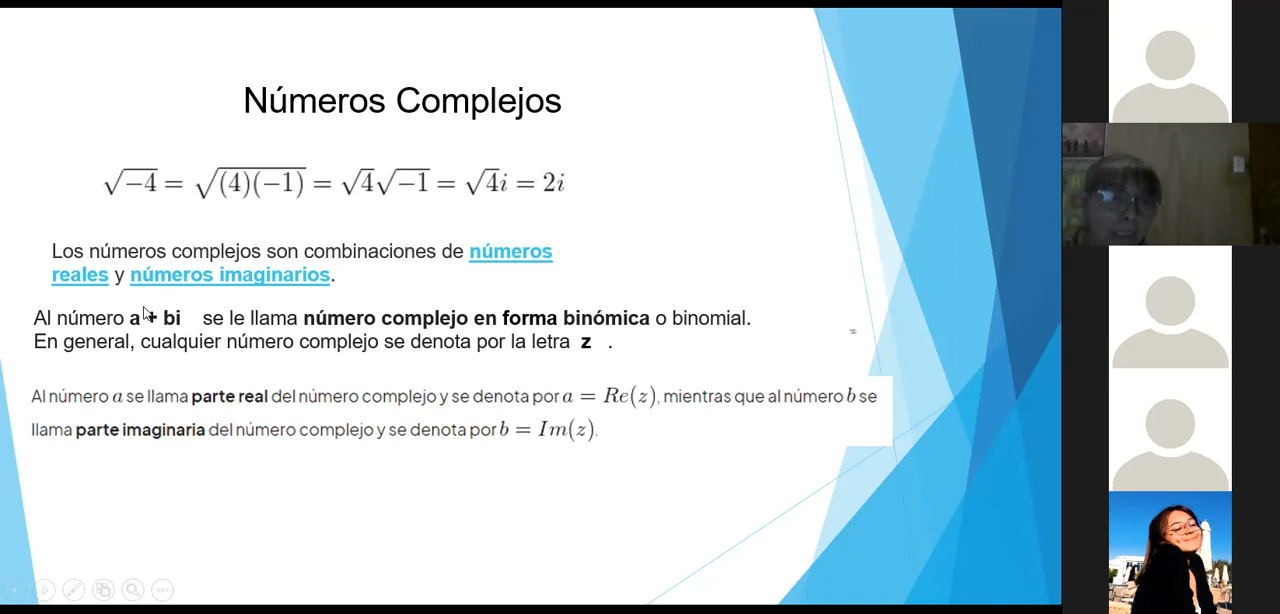 Números Complejos
√−4 = √(4)(−1) = √4√−1 = √4i = 2i
Los números complejos son combinaciones de números
reales y números imaginarios.
Al número a + bi se le llama número complejo en forma binómica o binomial.
En general, cualquier número complejo se denota por la letra z .
Al número a se llama parte real del número complejo y se denota por a = Re(z), mientras que al número b se
llama parte imaginaria del número complejo y se denota por b = Im(z).